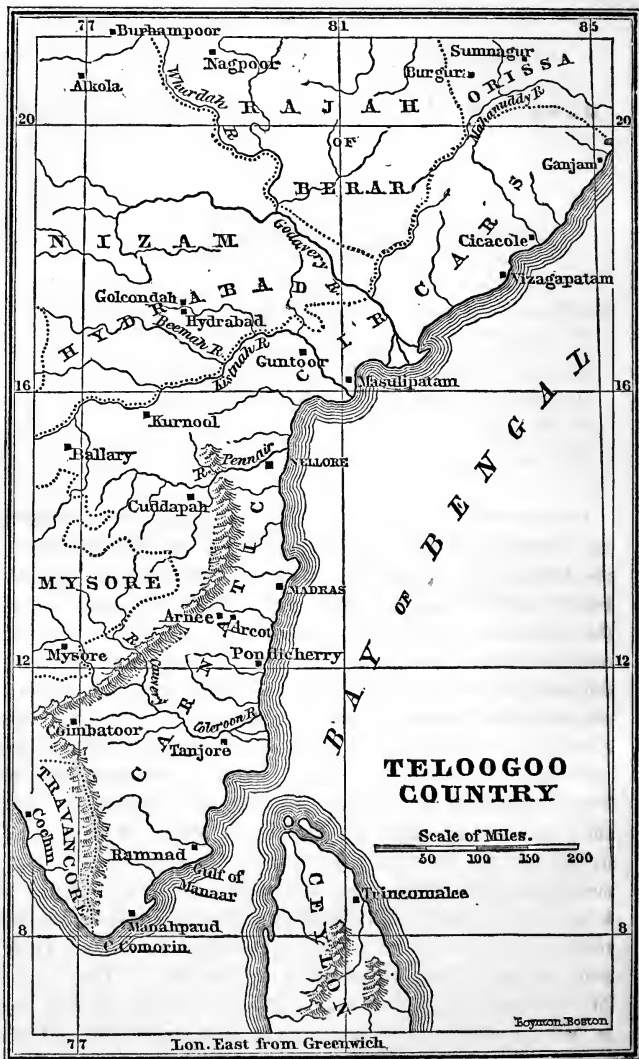 77 81 85
Burhampoor
Nagpoor
Sumnagur
Akola
Burgur
ORISSA
Whurdah R
RAJAH
OF
BERAR
Mahanuddy R
20 20
Ganjam
NIZAM
Godavery R
CIRCARS
Cicacole
Vizagapatam
Golcondah
HYDRABAD
Hydrabad
Beemah R.
Kistnah R
Guntoor
Masulipatam
16 16
Kurnool
Ballary
R. Pennair
NELLORE
Cuddapah
BAY OF BENGAL
MYSORE
CARNATIC
MADRAS
Arnee
Arcot
Mysore
R
Cauvery
Pondicherry
12 12
Coimbatoor
Coleroon R
Tanjore
TELOOGOO
COUNTRY
Scale of Miles.
50 100 150 200
TRAVANCORE
Cochin
Ramnad
Gulf of
Manaar
CEYLON
Trincomalee
Manahpaud
C. Comorin
8 8
77 81 85
Lon. East from Greenwich.
Boynton. Boston